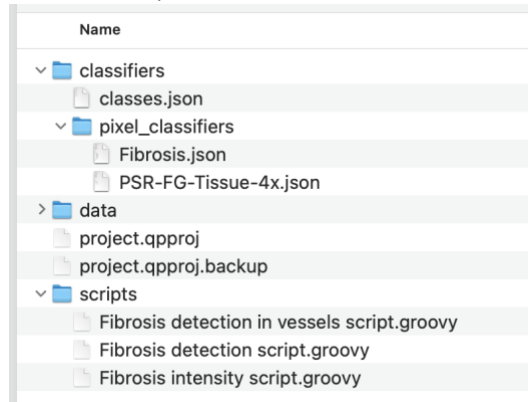 Name
classifiers
classes.json
pixel_classifiers
Fibrosis.json
PSR-FG-Tissue-4x.json
data
project.qpproj
project.qpproj.backup
scripts
Fibrosis detection in vessels script.groovy
Fibrosis detection script.groovy
Fibrosis intensity script.groovy